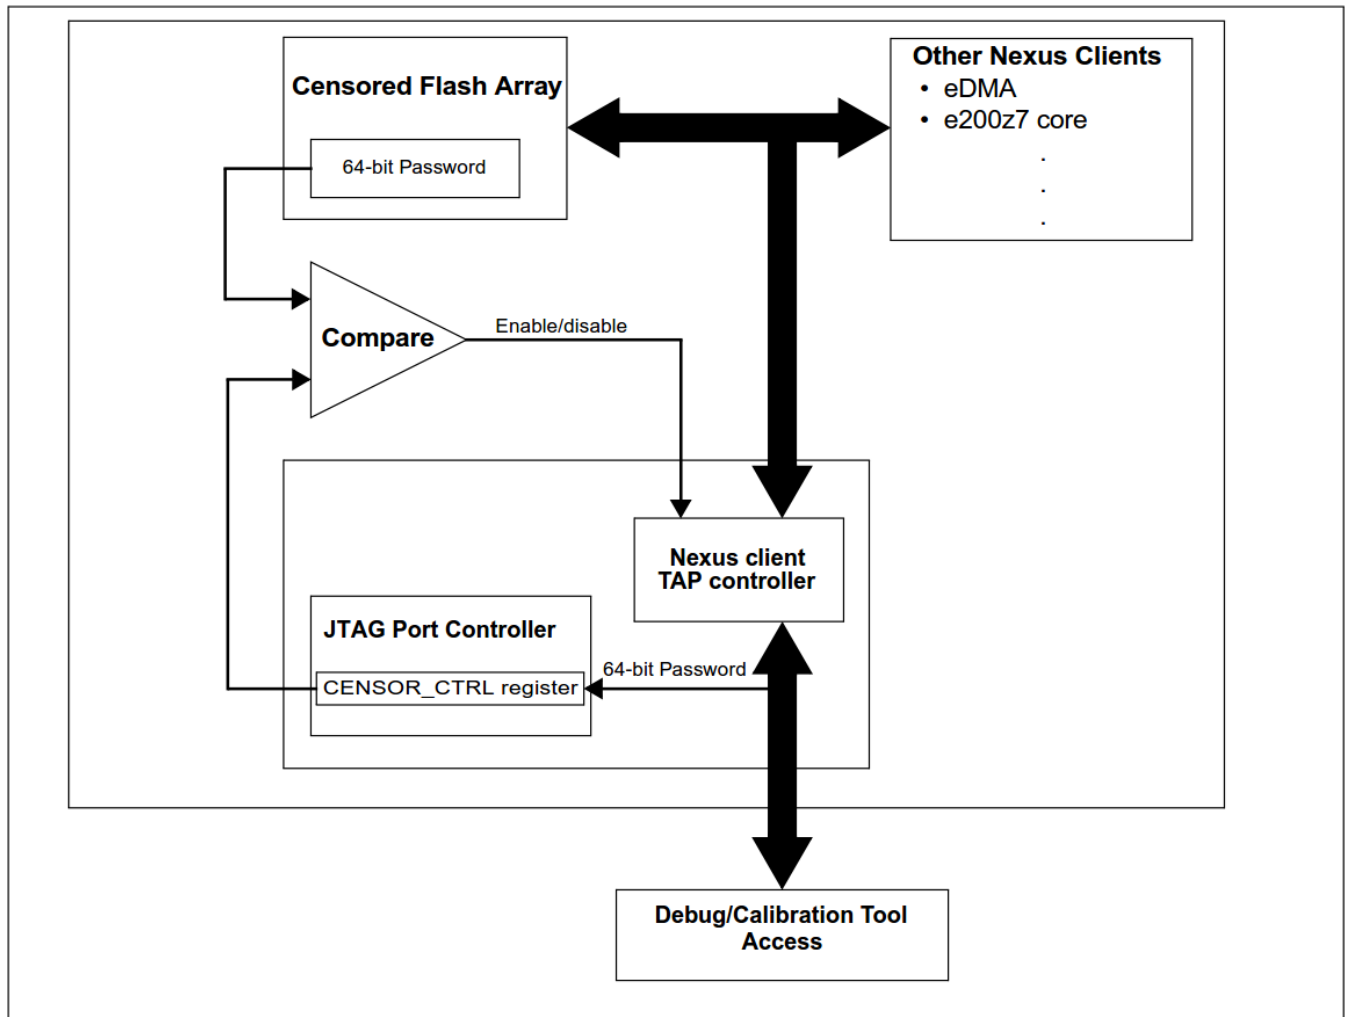 Censored Flash Array
64-bit Password
Other Nexus Clients
• eDMA
• e200z7 core
.
.
.
Compare
Enable/disable
Nexus client
TAP controller
JTAG Port Controller
CENSOR_CTRL register
64-bit Password
Debug/Calibration Tool
Access